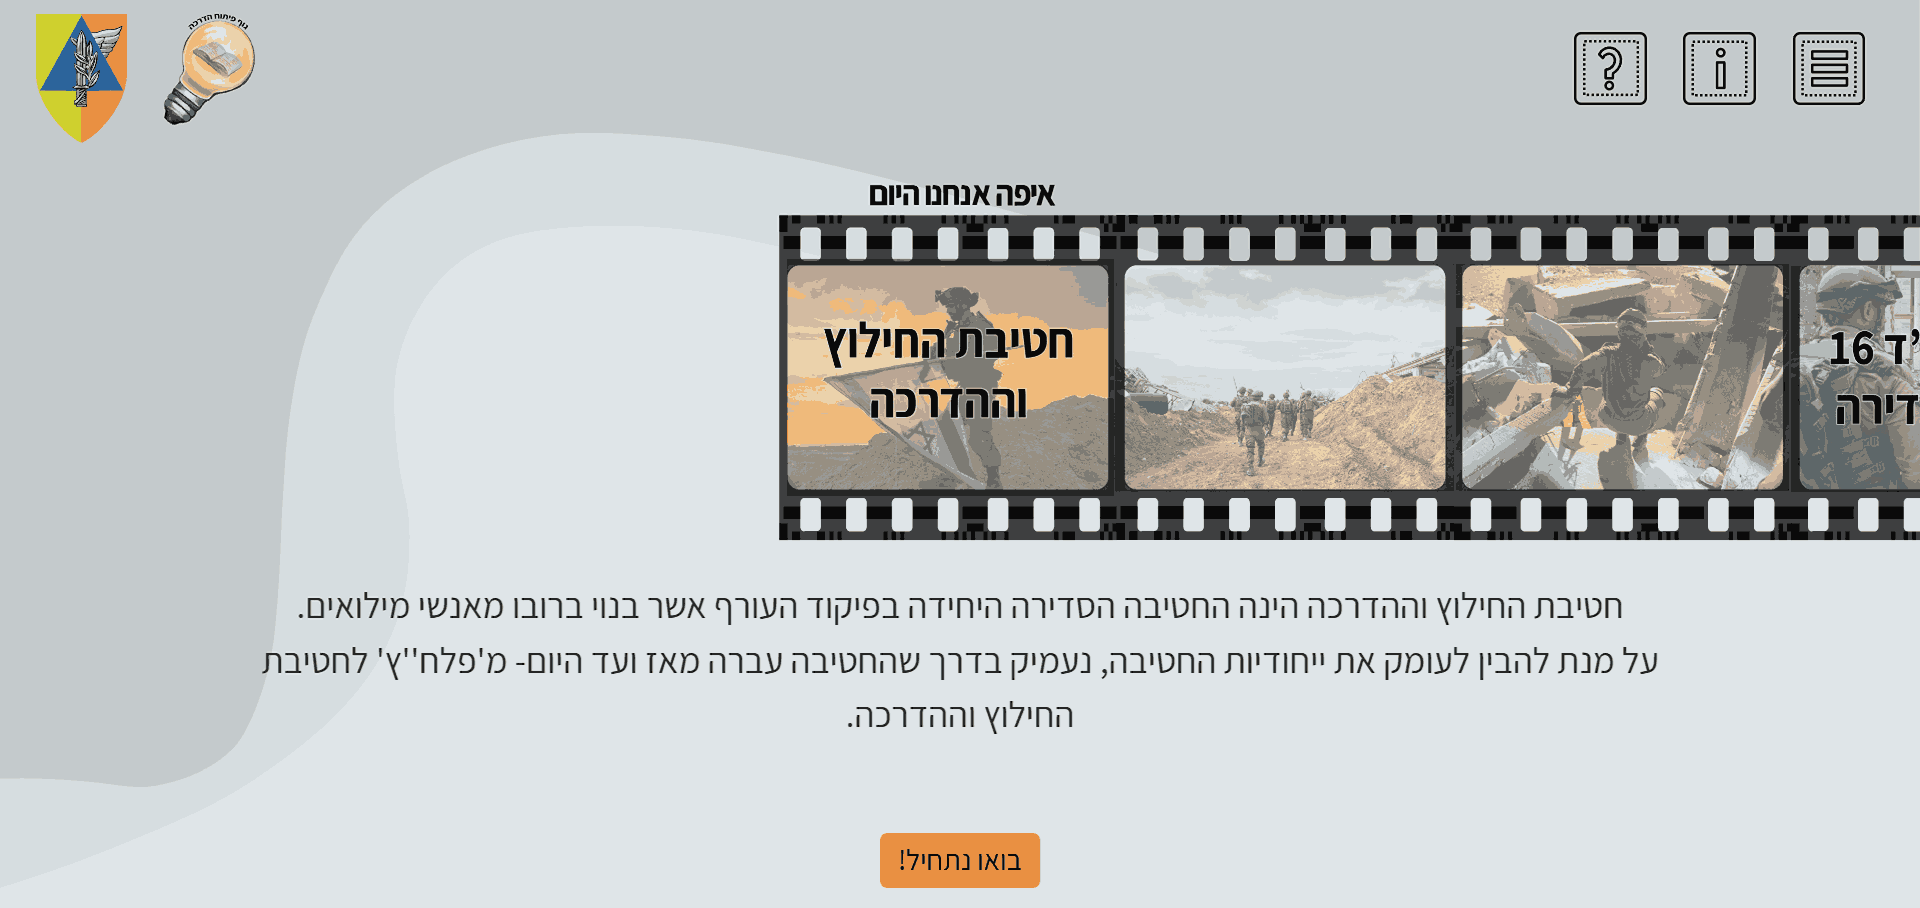 גוף פיתוח הדרכה
איפה אנחנו היום
חטיבת החילוץ
וההדרכה
16 ד'
דירה
חטיבת החילוץ וההדרכה הינה החטיבה הסדירה היחידה בפיקוד העורף אשר בנוי ברובו מאנשי מילואים.
על מנת להבין לעומק את ייחודיות החטיבה, נעמיק בדרך שהחטיבה עברה מאז ועד היום- מ'פלח''ץ' לחטיבת
החילוץ וההדרכה.
בואו נתחיל!